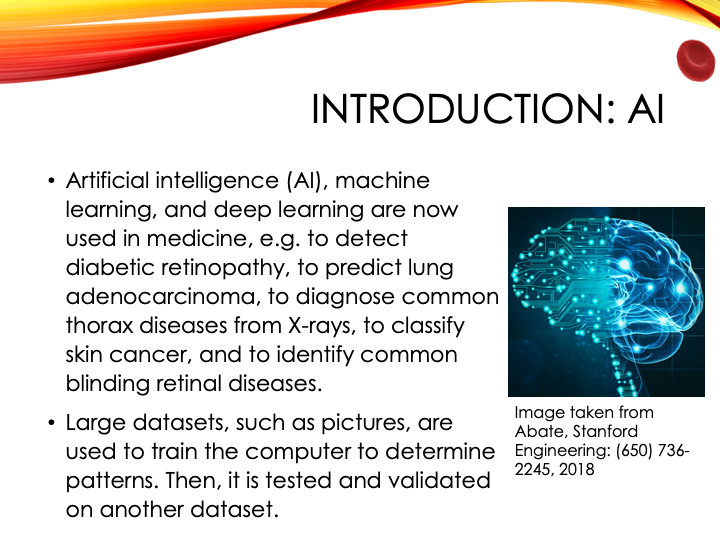 INTRODUCTION: AI
• Artificial intelligence (AI), machine
learning, and deep learning are now
used in medicine, e.g. to detect
diabetic retinopathy, to predict lung
adenocarcinoma, to diagnose common
thorax diseases from X-rays, to classify
skin cancer, and to identify common
blinding retinal diseases.
• Large datasets, such as pictures, are
used to train the computer to determine
patterns. Then, it is tested and validated
on another dataset.
Image taken from
Abate, Stanford
Engineering: (650) 736-
2245, 2018